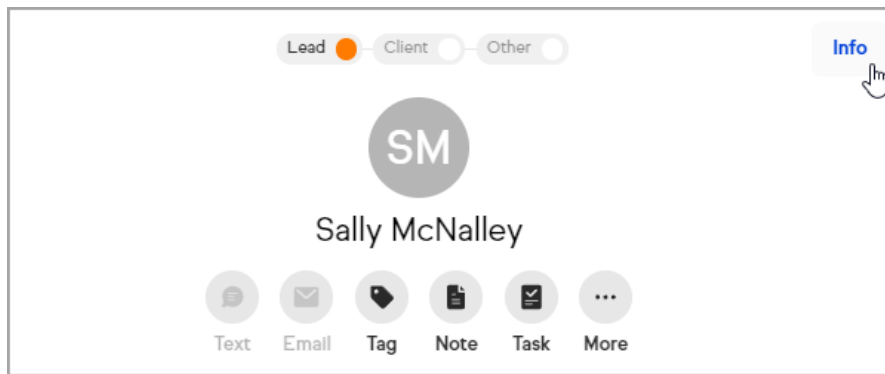 Lead Client Other Info
SM
Sally McNalley
Text Email Tag Note Task More